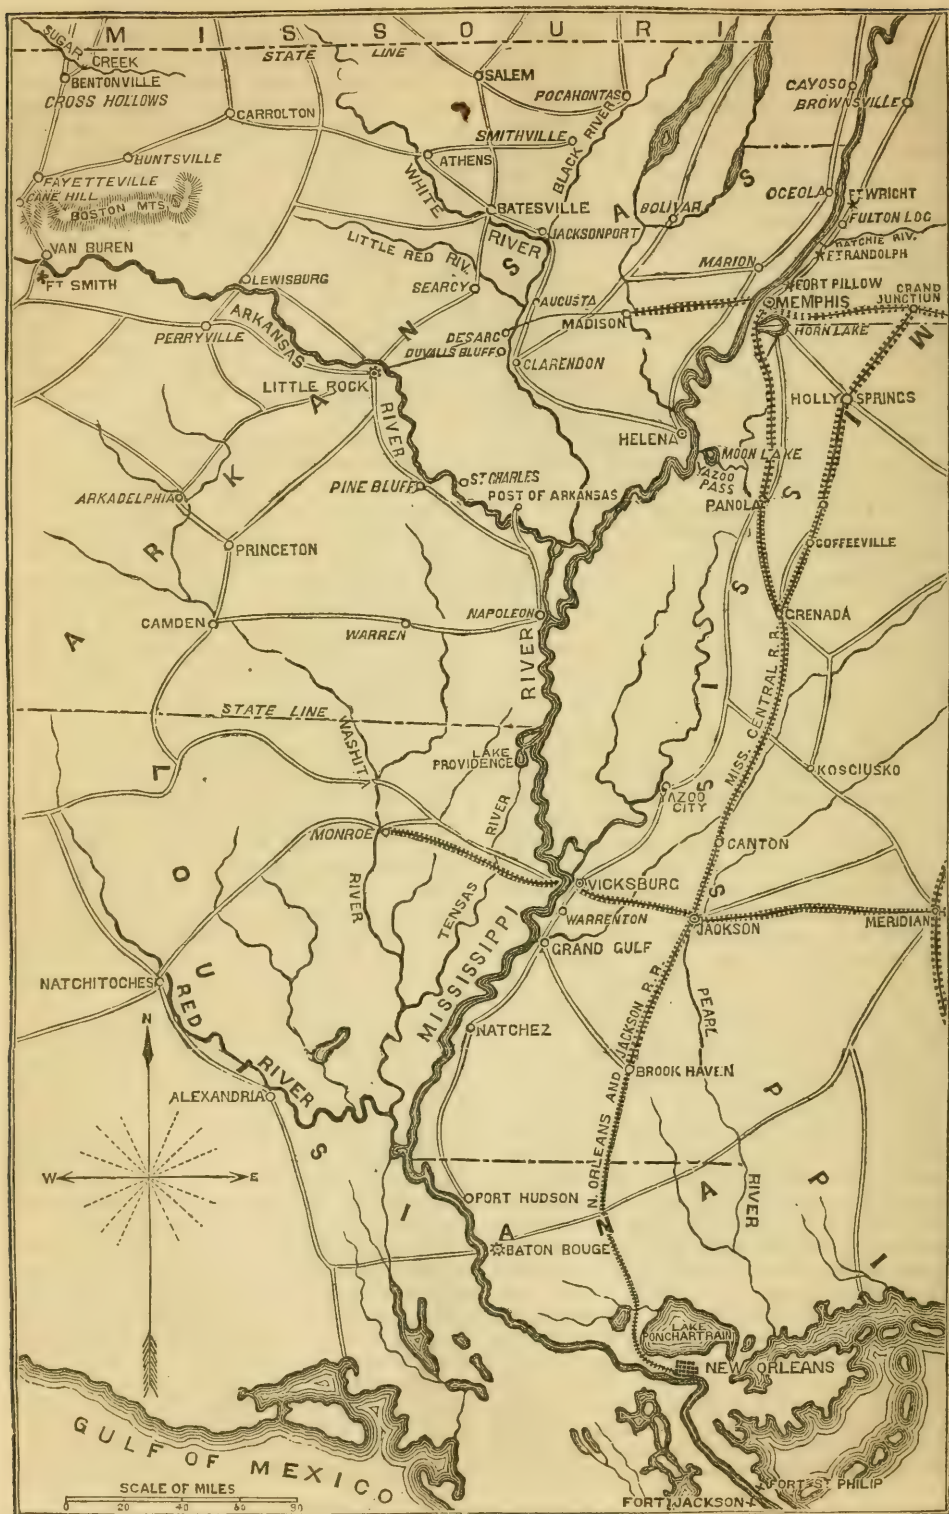 M I S S O U R I
STATE LINE
SUGAR CREEK
BENTONVILLE
CROSS HOLLOWS
CARROLTON
SALEM
POCAHONTAS
CAYOSO
BROWNSVILLE
SMITHVILLE
HUNTSVILLE
ATHENS
BLACK RIVER
FAYETTEVILLE
CANE HILL
BOSTON MTS.
WHITE RIVER
BATESVILLE
BOLIVAR
OCEOLA
FT WRIGHT
FULTON LOG
JACKSONPORT
HATCHIE RIV.
FT RANDOLPH
VAN BUREN
LITTLE RED RIV.
MARION
FT SMITH
LEWISBURG
SEARCY
FORT PILLOW
AUGUSTA
MEMPHIS
GRAND JUNCTIUN
MADISON
HORN LAKE
PERRYVILLE
ARKANSAS RIVER
DESARC
DUVALLS BLUFF
CLARENDON
LITTLE ROCK
HOLLY SPRINGS
HELENA
MOON LAKE
YAZOO PASS
ARKADELPHIA
PINE BLUFF
ST CHARLES
POST OF ARKANSAS
PANOLA
PRINCETON
COFFEEVILLE
CAMDEN
WARREN
NAPOLEON
GRENADA
A R K A N S A S
STATE LINE
WASHIT RIVER
LAKE PROVIDENCE
MISS. CENTRAL R.R.
KOSCIUSKO
YAZOO CITY
MONROE
TENSAS RIVER
CANTON
VICKSBURG
WARRENTON
JACKSON
MERIDIAN
GRAND GULF
MISSISSIPPI RIVER
NATCHITOCHES
RED RIVER
N
NATCHEZ
N. ORLEANS AND JACKSON R.R.
PEARL RIVER
BROOK HAVEN
ALEXANDRIA
W
E
PORT HUDSON
BATON ROUGE
L O U I S I A N A
M I S S I S S I P P I
LAKE PONCHARTRAIN
NEW ORLEANS
GULF OF MEXICO
SCALE OF MILES
0 20 40 60 90
FORT ST PHILIP
FORT JACKSON